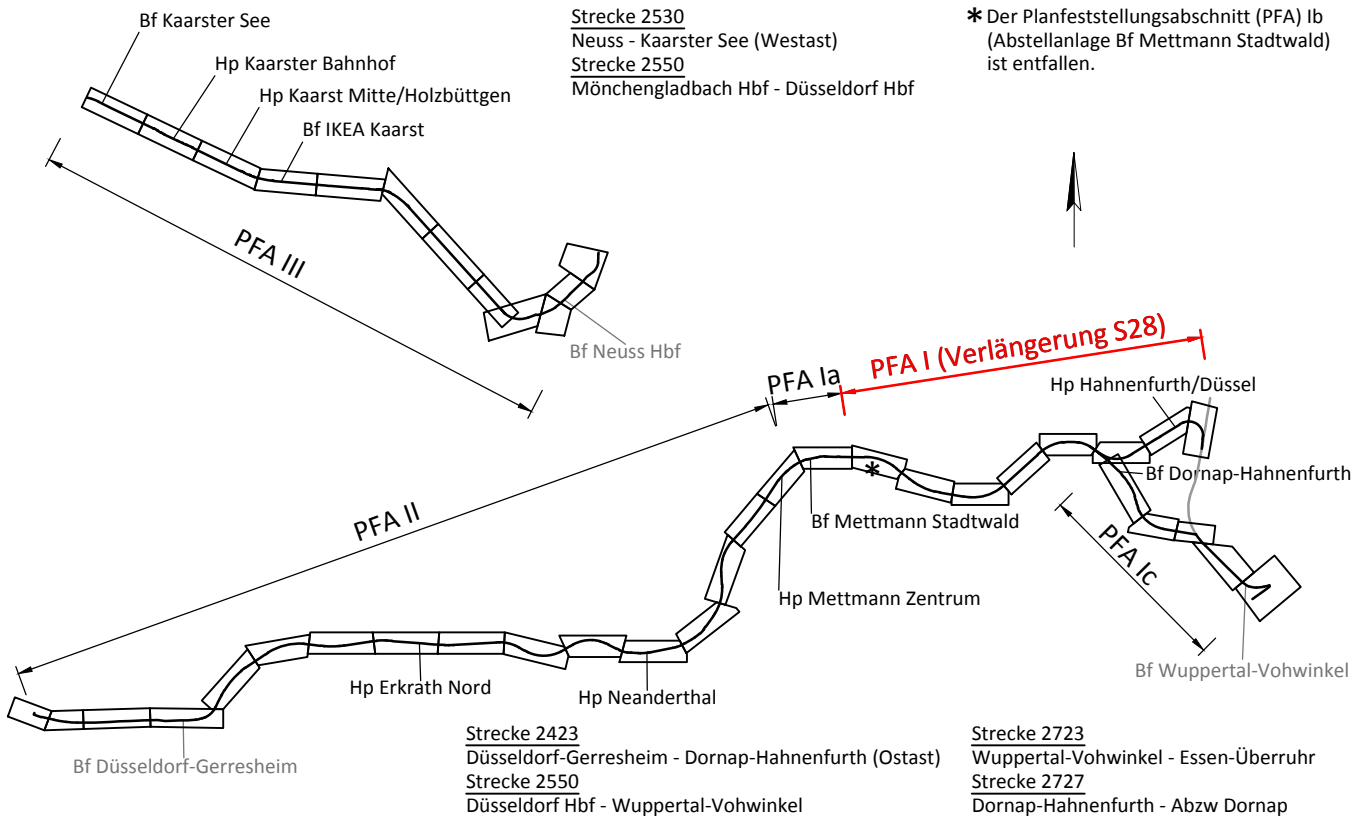 Bf Kaarster See
Hp Kaarster Bahnhof
Hp Kaarst Mitte/Holzbüttgen
Bf IKEA Kaarst
PFA III
Bf Neuss Hbf
Strecke 2530
Neuss - Kaarster See (Westast)
Strecke 2550
Mönchengladbach Hbf - Düsseldorf Hbf
* Der Planfeststellungsabschnitt (PFA) Ib
(Abstellanlage Bf Mettmann Stadtwald)
ist entfallen.
PFA Ia
PFA I (Verlängerung S28)
Hp Hahnenfurth/Düssel
Bf Dornap-Hahnenfurth
*
Bf Mettmann Stadtwald
PFA II
PFA Ic
Hp Mettmann Zentrum
Bf Wuppertal-Vohwinkel
Hp Erkrath Nord
Hp Neanderthal
Bf Düsseldorf-Gerresheim
Strecke 2423
Düsseldorf-Gerresheim - Dornap-Hahnenfurth (Ostast)
Strecke 2550
Düsseldorf Hbf - Wuppertal-Vohwinkel
Strecke 2723
Wuppertal-Vohwinkel - Essen-Überruhr
Strecke 2727
Dornap-Hahnenfurth - Abzw Dornap